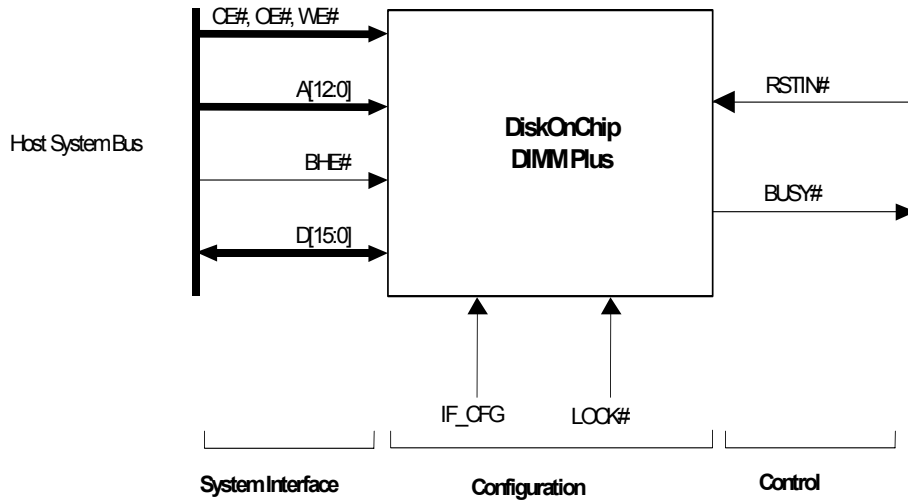 CE#, OE#, WE#
A[12:0]
RSTIN#
Host System Bus
DiskOnChip
DIMM Plus
BHE#
BUSY#
D[15:0]
IF_CFG
LOCK#
System Interface
Configuration
Control